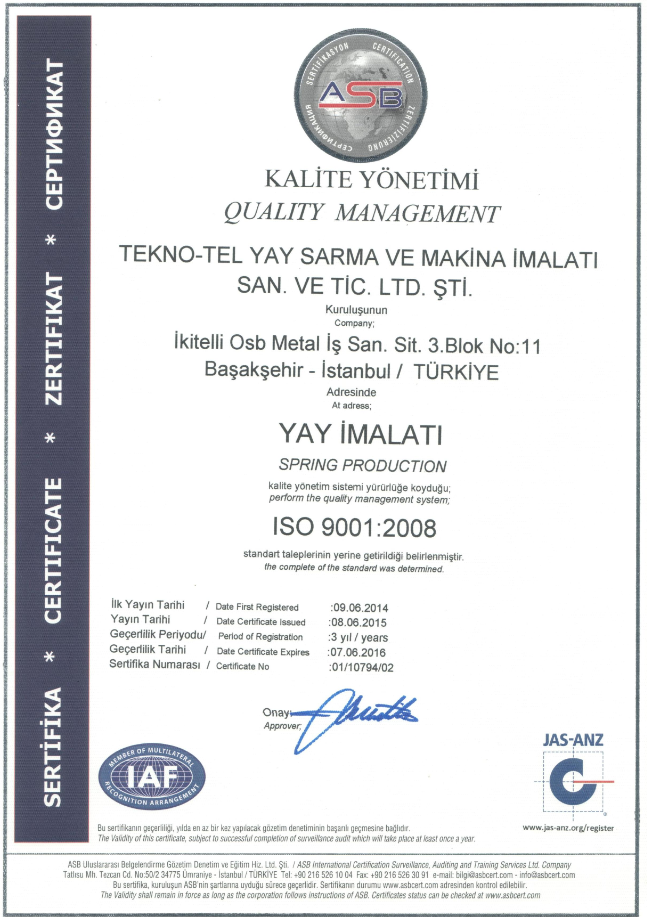 СЕРТИФИКАТ
*
ZERTIFIKAT
*
CERTIFICATE
*
SERTİFİKA
SERTİFİKASYON CERTIFICATION
ASB
СЕРТИФИКАЦИЯ ZERTIFIZIERUNG
KALİTE YÖNETİMİ
QUALITY MANAGEMENT
TEKNO-TEL YAY SARMA VE MAKİNA İMALATI
SAN. VE TİC. LTD. ŞTİ.
Kuruluşunun
Company;
İkitelli Osb Metal İş San. Sit. 3.Blok No:11
Başakşehir - İstanbul / TÜRKİYE
Adresinde
At adress;
YAY İMALATI
SPRING PRODUCTION
kalite yönetim sistemi yürürlüğe koyduğu;
perform the quality management system;
ISO 9001:2008
standart taleplerinin yerine getirildiği belirlenmiştir.
the complete of the standard was determined.
İlk Yayın Tarihi / Date First Registered :09.06.2014
Yayın Tarihi / Date Certificate Issued :08.06.2015
Geçerlilik Periyodu/ Period of Registration :3 yıl / years
Geçerlilik Tarihi / Date Certificate Expires :07.06.2016
Sertifika Numarası / Certificate No :01/10794/02
Onayı
Approver;
MEMBER OF MULTILATERAL
IAF
RECOGNITION ARRANGEMENT
JAS-ANZ
®
www.jas-anz.org/register
Bu sertifikanın geçerliliği, yılda en az bir kez yapılacak gözetim denetiminin başarılı geçmesine bağlıdır.
The Validity of this certificate, subject to successful completion of surveillance audit which will take place at least once a year.
ASB Uluslararası Belgelendirme Gözetim Denetim ve Eğitim Hiz. Ltd. Şti. / ASB International Certification Surveillance, Auditing and Training Services Ltd. Company
Tatlısu Mh. Tezcan Cd. No:50/2 34775 Ümraniye - İstanbul / TÜRKİYE Tel: +90 216 526 10 04 Fax: +90 216 526 30 91 e-mail: bilgi@asbcert.com - info@asbcert.com
Bu sertifika, kuruluşun ASB'nin şartlarına uyduğu sürece geçerlidir. Sertifikanın durumu www.asbcert.com adresinden kontrol edilebilir.
The Validity shall remain in force as long as the corporation follows instructions of ASB. Certificates status can be checked at www.asbcert.com